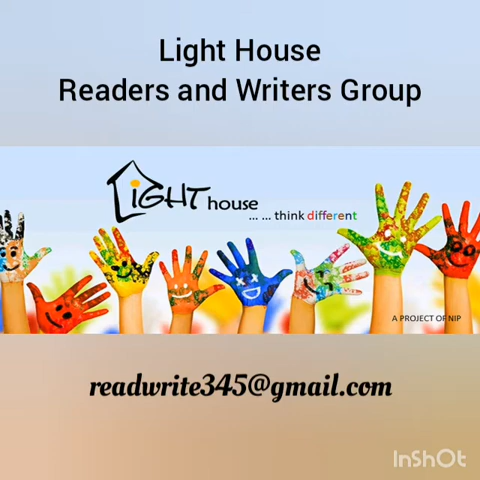 Light House
Readers and Writers Group
LiGHT house
... ... think different
A PROJECT OF NIP
readwrite345@gmail.com
InShOt